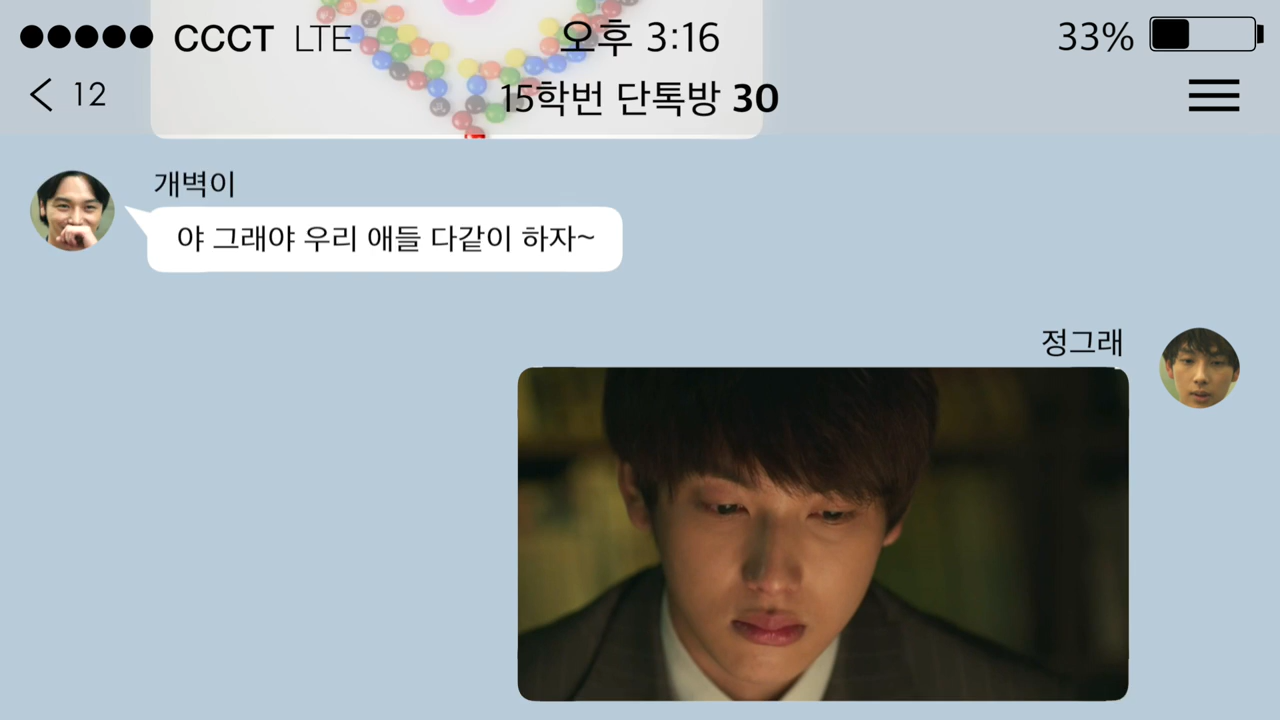 CCCT LTE 오후 3:16 33%
12 15학번 단톡방 30
개벽이
야 그래야 우리 애들 다같이 하자~
정그래